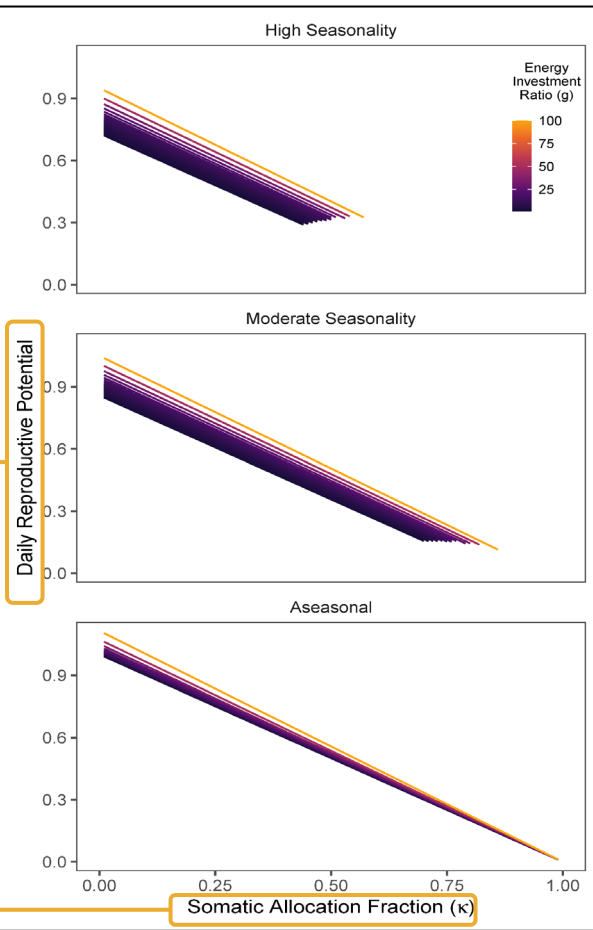 High Seasonality
Energy
Investment
Ratio (g)
100
75
50
25
0.9
0.6
0.3
0.0
Moderate Seasonality
Daily Reproductive Potential
0.9
0.6
0.3
0.0
Aseasonal
0.9
0.6
0.3
0.0
0.00 0.25 0.50 0.75 1.00
Somatic Allocation Fraction (κ)